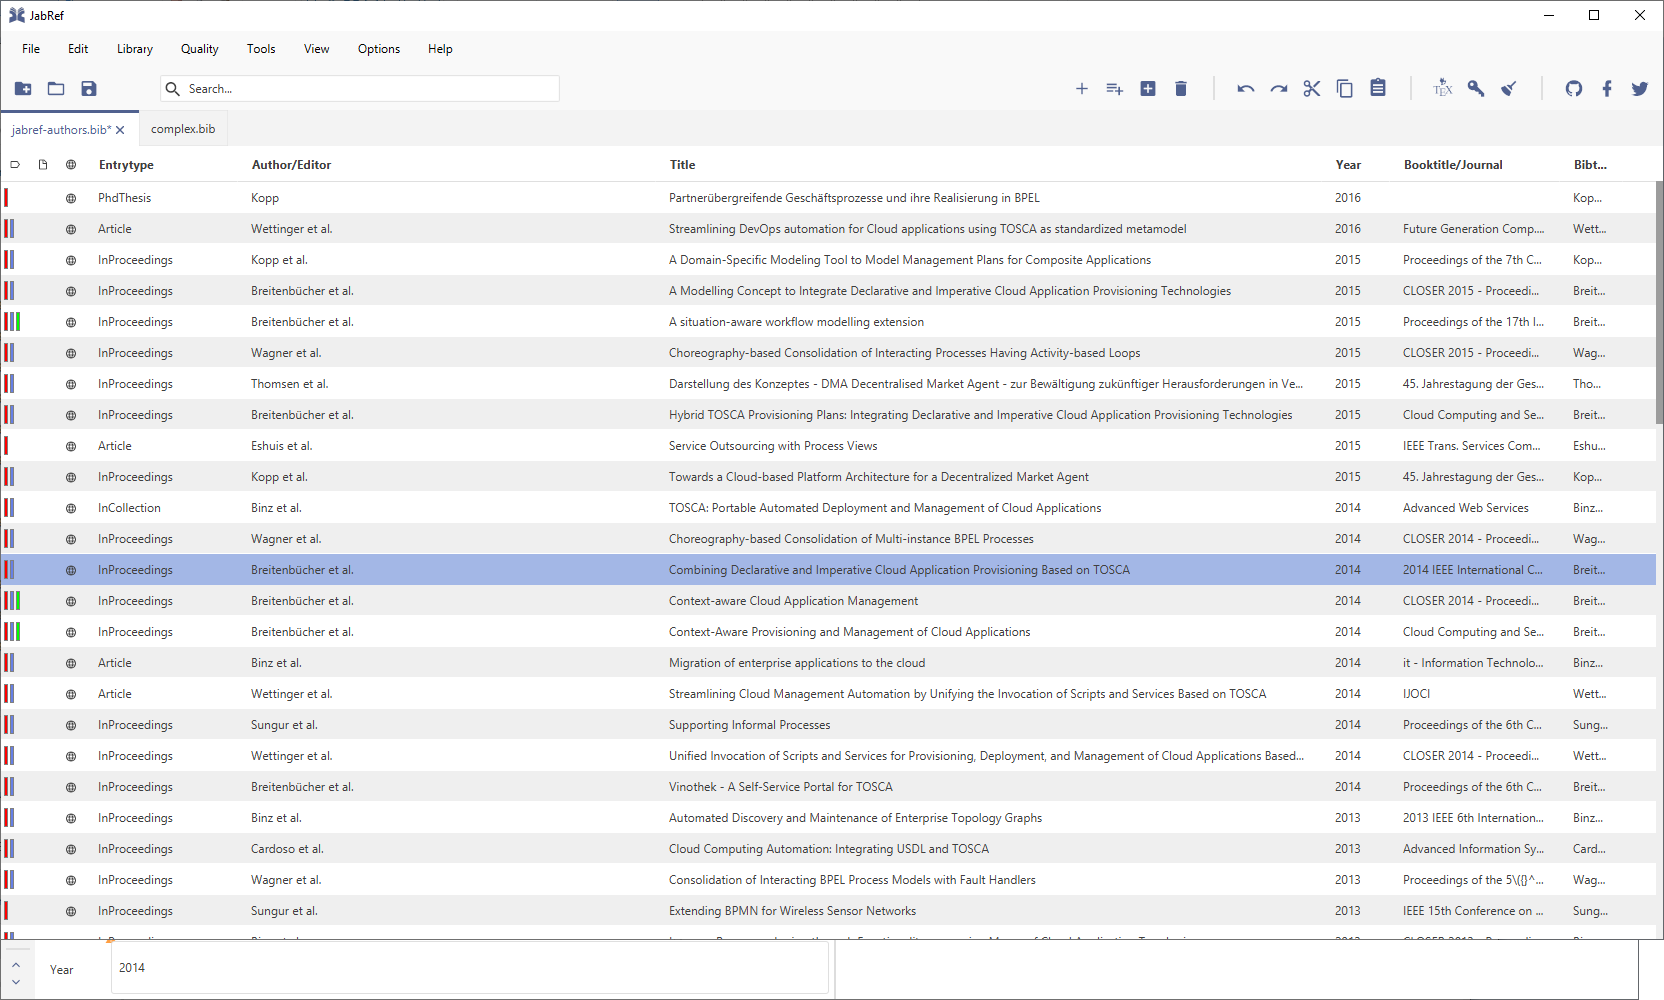 JabRef
File Edit Library Quality Tools View Options Help
Search...
TEX
jabref-authors.bib* complex.bib
Entrytype Author/Editor Title Year Booktitle/Journal Bibt...
PhdThesis Kopp Partnerübergreifende Geschäftsprozesse und ihre Realisierung in BPEL 2016 Kop...
Article Wettinger et al. Streamlining DevOps automation for Cloud applications using TOSCA as standardized metamodel 2016 Future Generation Comp.... Wett...
InProceedings Kopp et al. A Domain-Specific Modeling Tool to Model Management Plans for Composite Applications 2015 Proceedings of the 7th C... Kop...
InProceedings Breitenbücher et al. A Modelling Concept to Integrate Declarative and Imperative Cloud Application Provisioning Technologies 2015 CLOSER 2015 - Proceedi... Breit...
InProceedings Breitenbücher et al. A situation-aware workflow modelling extension 2015 Proceedings of the 17th I... Breit...
InProceedings Wagner et al. Choreography-based Consolidation of Interacting Processes Having Activity-based Loops 2015 CLOSER 2015 - Proceedi... Wag...
InProceedings Thomsen et al. Darstellung des Konzeptes - DMA Decentralised Market Agent - zur Bewältigung zukünftiger Herausforderungen in Ve... 2015 45. Jahrestagung der Ges... Tho...
InProceedings Breitenbücher et al. Hybrid TOSCA Provisioning Plans: Integrating Declarative and Imperative Cloud Application Provisioning Technologies 2015 Cloud Computing and Se... Breit...
Article Eshuis et al. Service Outsourcing with Process Views 2015 IEEE Trans. Services Com... Eshu...
InProceedings Kopp et al. Towards a Cloud-based Platform Architecture for a Decentralized Market Agent 2015 45. Jahrestagung der Ges... Kop...
InCollection Binz et al. TOSCA: Portable Automated Deployment and Management of Cloud Applications 2014 Advanced Web Services Binz...
InProceedings Wagner et al. Choreography-based Consolidation of Multi-instance BPEL Processes 2014 CLOSER 2014 - Proceedi... Wag...
InProceedings Breitenbücher et al. Combining Declarative and Imperative Cloud Application Provisioning Based on TOSCA 2014 2014 IEEE International C... Breit...
InProceedings Breitenbücher et al. Context-aware Cloud Application Management 2014 CLOSER 2014 - Proceedi... Breit...
InProceedings Breitenbücher et al. Context-Aware Provisioning and Management of Cloud Applications 2014 Cloud Computing and Se... Breit...
Article Binz et al. Migration of enterprise applications to the cloud 2014 it - Information Technolo... Binz...
Article Wettinger et al. Streamlining Cloud Management Automation by Unifying the Invocation of Scripts and Services Based on TOSCA 2014 IJOCI Wett...
InProceedings Sungur et al. Supporting Informal Processes 2014 Proceedings of the 6th C... Sung...
InProceedings Wettinger et al. Unified Invocation of Scripts and Services for Provisioning, Deployment, and Management of Cloud Applications Based... 2014 CLOSER 2014 - Proceedi... Wett...
InProceedings Breitenbücher et al. Vinothek - A Self-Service Portal for TOSCA 2014 Proceedings of the 6th C... Breit...
InProceedings Binz et al. Automated Discovery and Maintenance of Enterprise Topology Graphs 2013 2013 IEEE 6th Internation... Binz...
InProceedings Cardoso et al. Cloud Computing Automation: Integrating USDL and TOSCA 2013 Advanced Information Sy... Card...
InProceedings Wagner et al. Consolidation of Interacting BPEL Process Models with Fault Handlers 2013 Proceedings of the 5\({}^... Wag...
InProceedings Sungur et al. Extending BPMN for Wireless Sensor Networks 2013 IEEE 15th Conference on ... Sung...
Year 2014